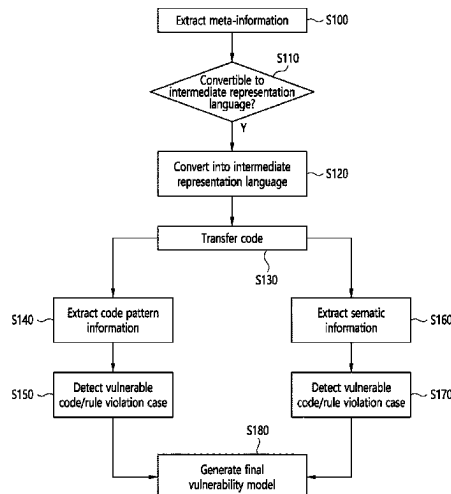 Extract meta-information
S100
S110
Convertible to
intermediate representation
language?
Y
Convert into intermediate
representation language
S120
Transfer code
S130
S140
Extract code pattern
information
Extract sematic
information
S160
S150
Detect vulnerable
code/rule violation case
Detect vulnerable
code/rule violation case
S170
S180
Generate final
vulnerability model